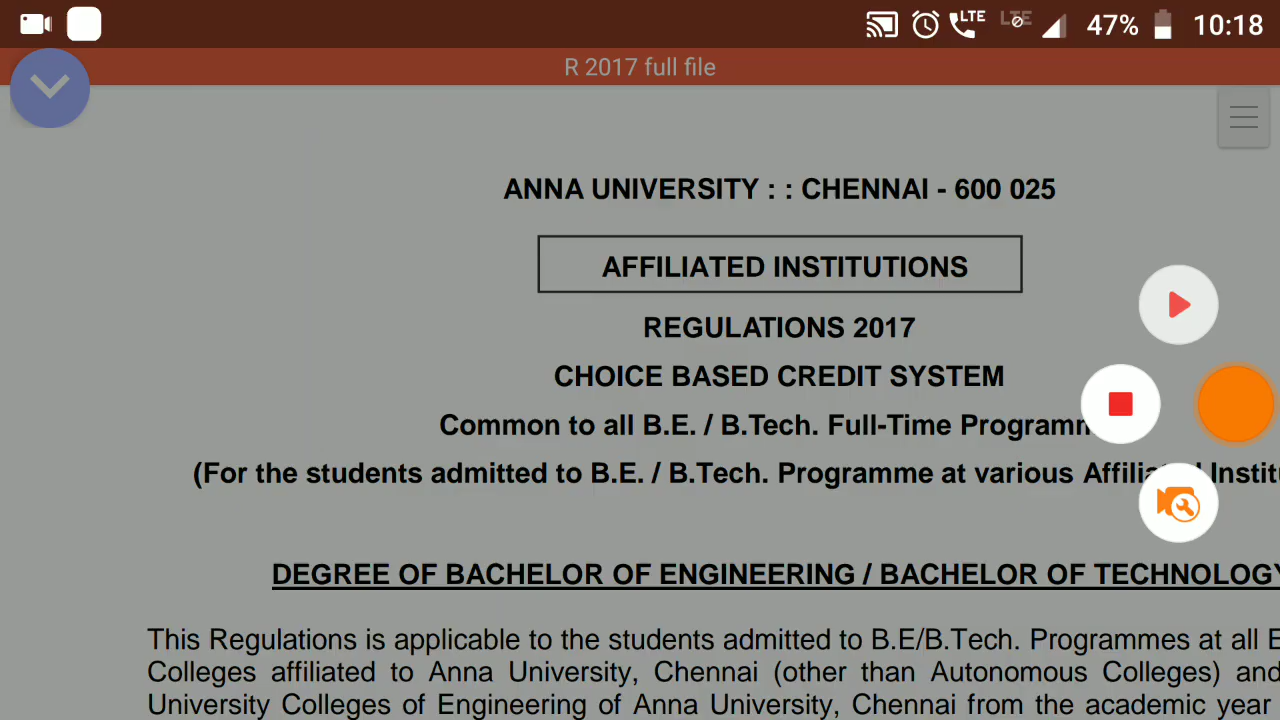 LTE LTE 47% 10:18
R 2017 full file
ANNA UNIVERSITY : : CHENNAI - 600 025
AFFILIATED INSTITUTIONS
REGULATIONS 2017
CHOICE BASED CREDIT SYSTEM
Common to all B.E. / B.Tech. Full-Time
(For the students admitted to B.E. / B.Tech. Programme at various
DEGREE OF BACHELOR OF ENGINEERING / BACHELOR OF TECHNOLOGY
This Regulations is applicable to the students admitted to B.E/B.Tech. Programmes at all
Colleges affiliated to Anna University, Chennai (other than Autonomous Colleges) and
University Colleges of Engineering of Anna University, Chennai from the academic year